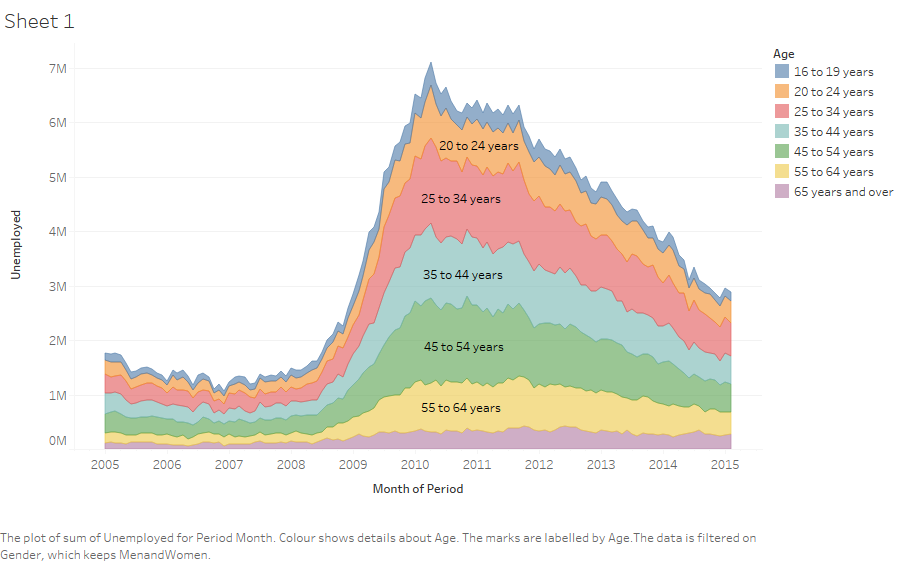 Sheet 1
7M
6M
5M
4M
3M
2M
1M
0M
Unemployed
20 to 24 years
25 to 34 years
35 to 44 years
45 to 54 years
55 to 64 years
2005 2006 2007 2008 2009 2010 2011 2012 2013 2014 2015
Month of Period
Age
16 to 19 years
20 to 24 years
25 to 34 years
35 to 44 years
45 to 54 years
55 to 64 years
65 years and over
The plot of sum of Unemployed for Period Month. Colour shows details about Age. The marks are labelled by Age.The data is filtered on
Gender, which keeps MenandWomen.